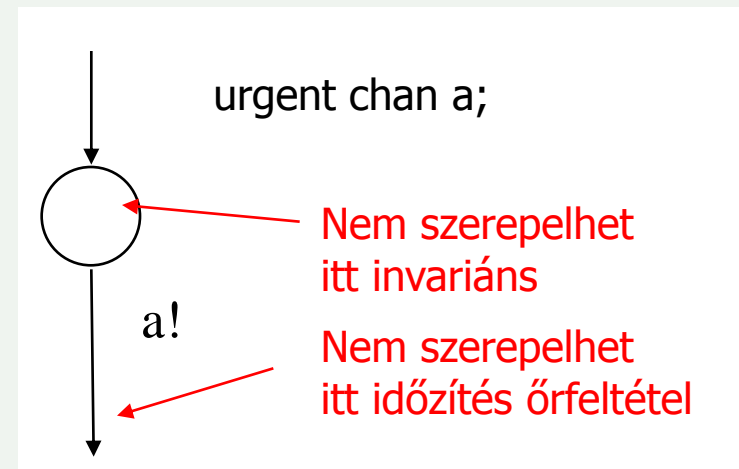 urgent chan a;
Nem szerepelhet
itt invariáns
a!
Nem szerepelhet
itt időzítés őrfeltétel